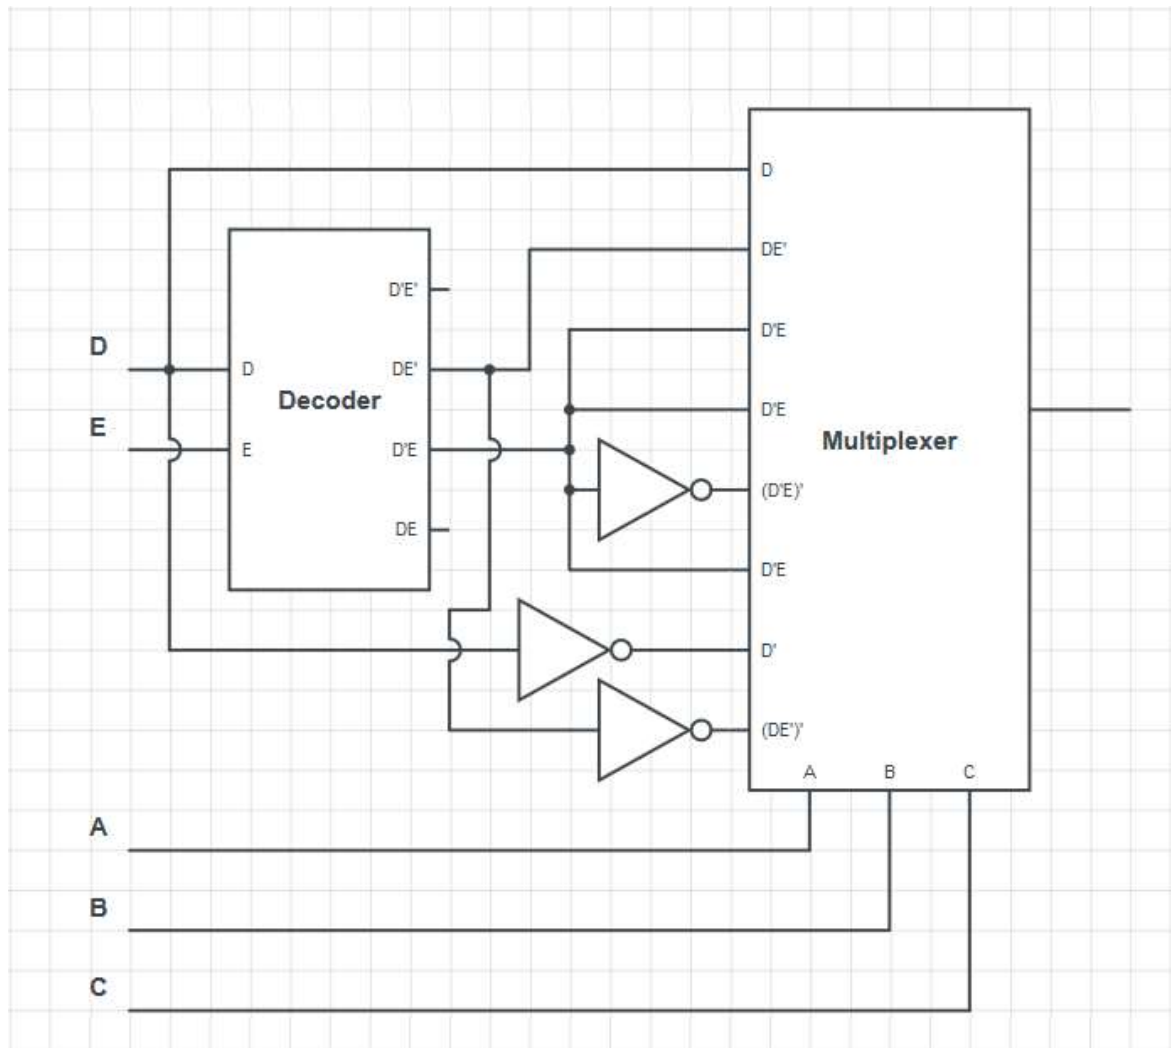 D
E
D
E
Decoder
D'E'
DE'
D'E
DE
D
DE'
D'E
D'E
(D'E)'
D'E
D'
(DE')'
Multiplexer
A B C
A
B
C